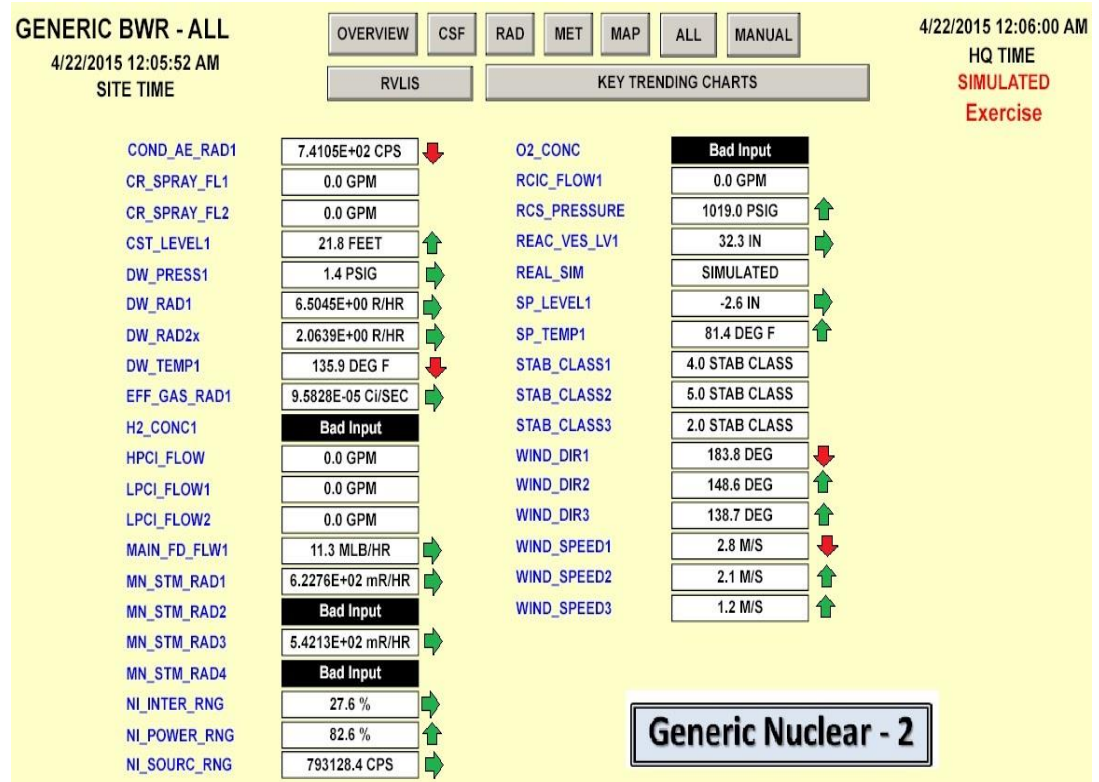 GENERIC BWR - ALL
4/22/2015 12:05:52 AM
SITE TIME
OVERVIEW CSF RAD MET MAP ALL MANUAL
RVLIS KEY TRENDING CHARTS
4/22/2015 12:06:00 AM
HQ TIME
SIMULATED
Exercise
COND_AE_RAD1 7.4105E+02 CPS
CR_SPRAY_FL1 0.0 GPM
CR_SPRAY_FL2 0.0 GPM
CST_LEVEL1 21.8 FEET
DW_PRESS1 1.4 PSIG
DW_RAD1 6.5045E+00 R/HR
DW_RAD2x 2.0639E+00 R/HR
DW_TEMP1 135.9 DEG F
EFF_GAS_RAD1 9.5828E-05 Ci/SEC
H2_CONC1 Bad Input
HPCI_FLOW 0.0 GPM
LPCI_FLOW1 0.0 GPM
LPCI_FLOW2 0.0 GPM
MAIN_FD_FLW1 11.3 MLB/HR
MN_STM_RAD1 6.2276E+02 mR/HR
MN_STM_RAD2 Bad Input
MN_STM_RAD3 5.4213E+02 mR/HR
MN_STM_RAD4 Bad Input
NI_INTER_RNG 27.6 %
NI_POWER_RNG 82.6 %
NI_SOURC_RNG 793128.4 CPS
O2_CONC Bad Input
RCIC_FLOW1 0.0 GPM
RCS_PRESSURE 1019.0 PSIG
REAC_VES_LV1 32.3 IN
REAL_SIM SIMULATED
SP_LEVEL1 -2.6 IN
SP_TEMP1 81.4 DEG F
STAB_CLASS1 4.0 STAB CLASS
STAB_CLASS2 5.0 STAB CLASS
STAB_CLASS3 2.0 STAB CLASS
WIND_DIR1 183.8 DEG
WIND_DIR2 148.6 DEG
WIND_DIR3 138.7 DEG
WIND_SPEED1 2.8 M/S
WIND_SPEED2 2.1 M/S
WIND_SPEED3 1.2 M/S
Generic Nuclear - 2